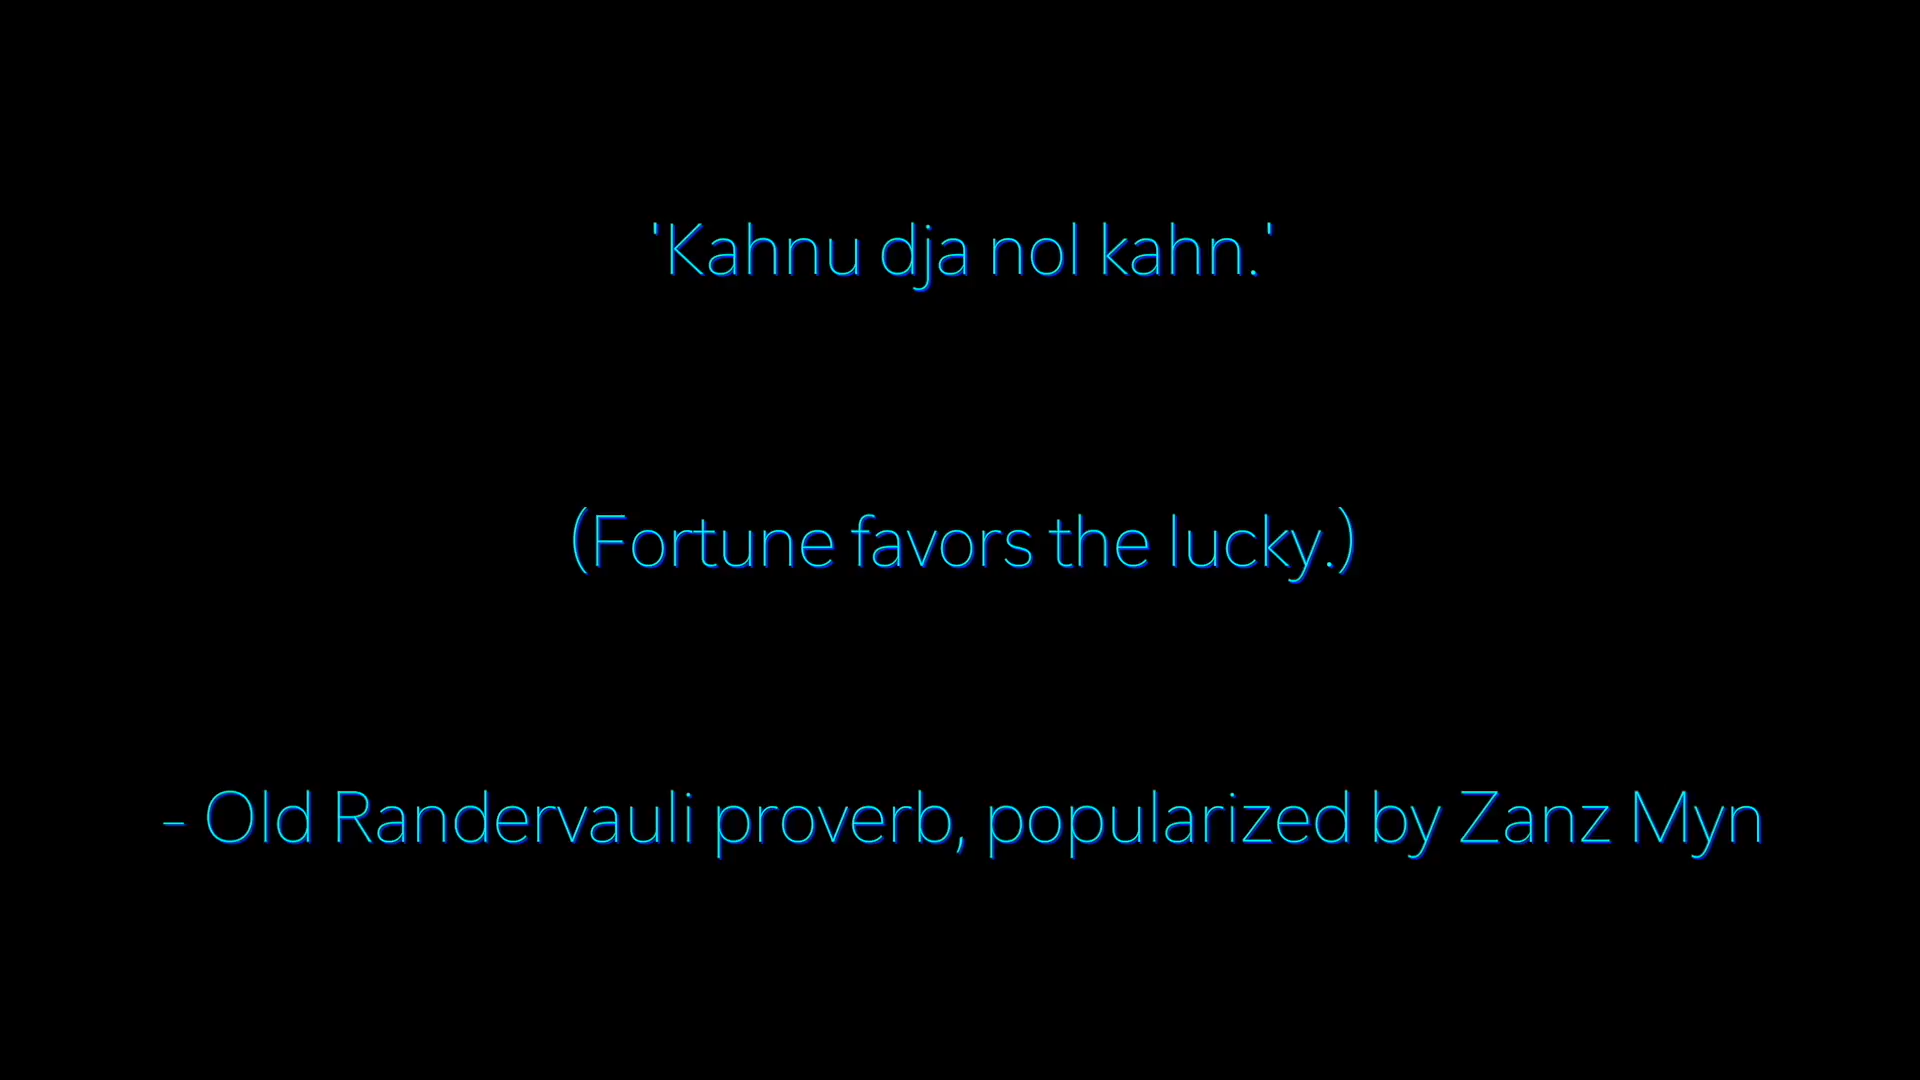 'Kahnu dja nol kahn.'
(Fortune favors the lucky.)
- Old Randervauli proverb, popularized by Zanz Myn